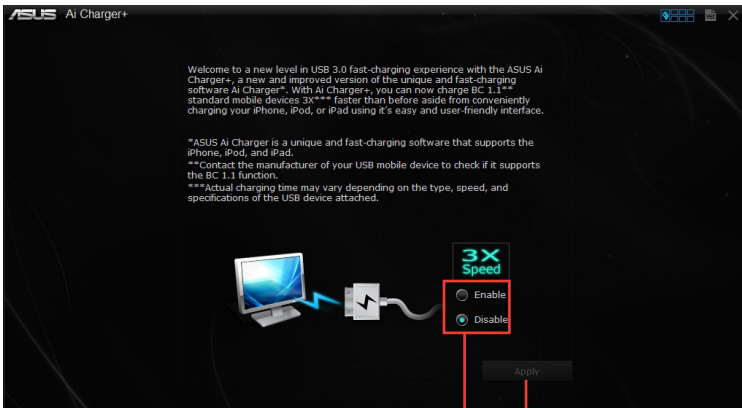 ASUS Ai Charger+
Welcome to a new level in USB 3.0 fast-charging experience with the ASUS Ai
Charger+, a new and improved version of the unique and fast-charging
software Ai Charger*. With Ai Charger+, you can now charge BC 1.1**
standard mobile devices 3X*** faster than before aside from conveniently
charging your iPhone, iPod, or iPad using it's easy and user-friendly interface.
*ASUS Ai Charger is a unique and fast-charging software that supports the
iPhone, iPod, and iPad.
**Contact the manufacturer of your USB mobile device to check if it supports
the BC 1.1 function.
***Actual charging time may vary depending on the type, speed, and
specifications of the USB device attached.
3X
Speed
Enable
Disable
Apply